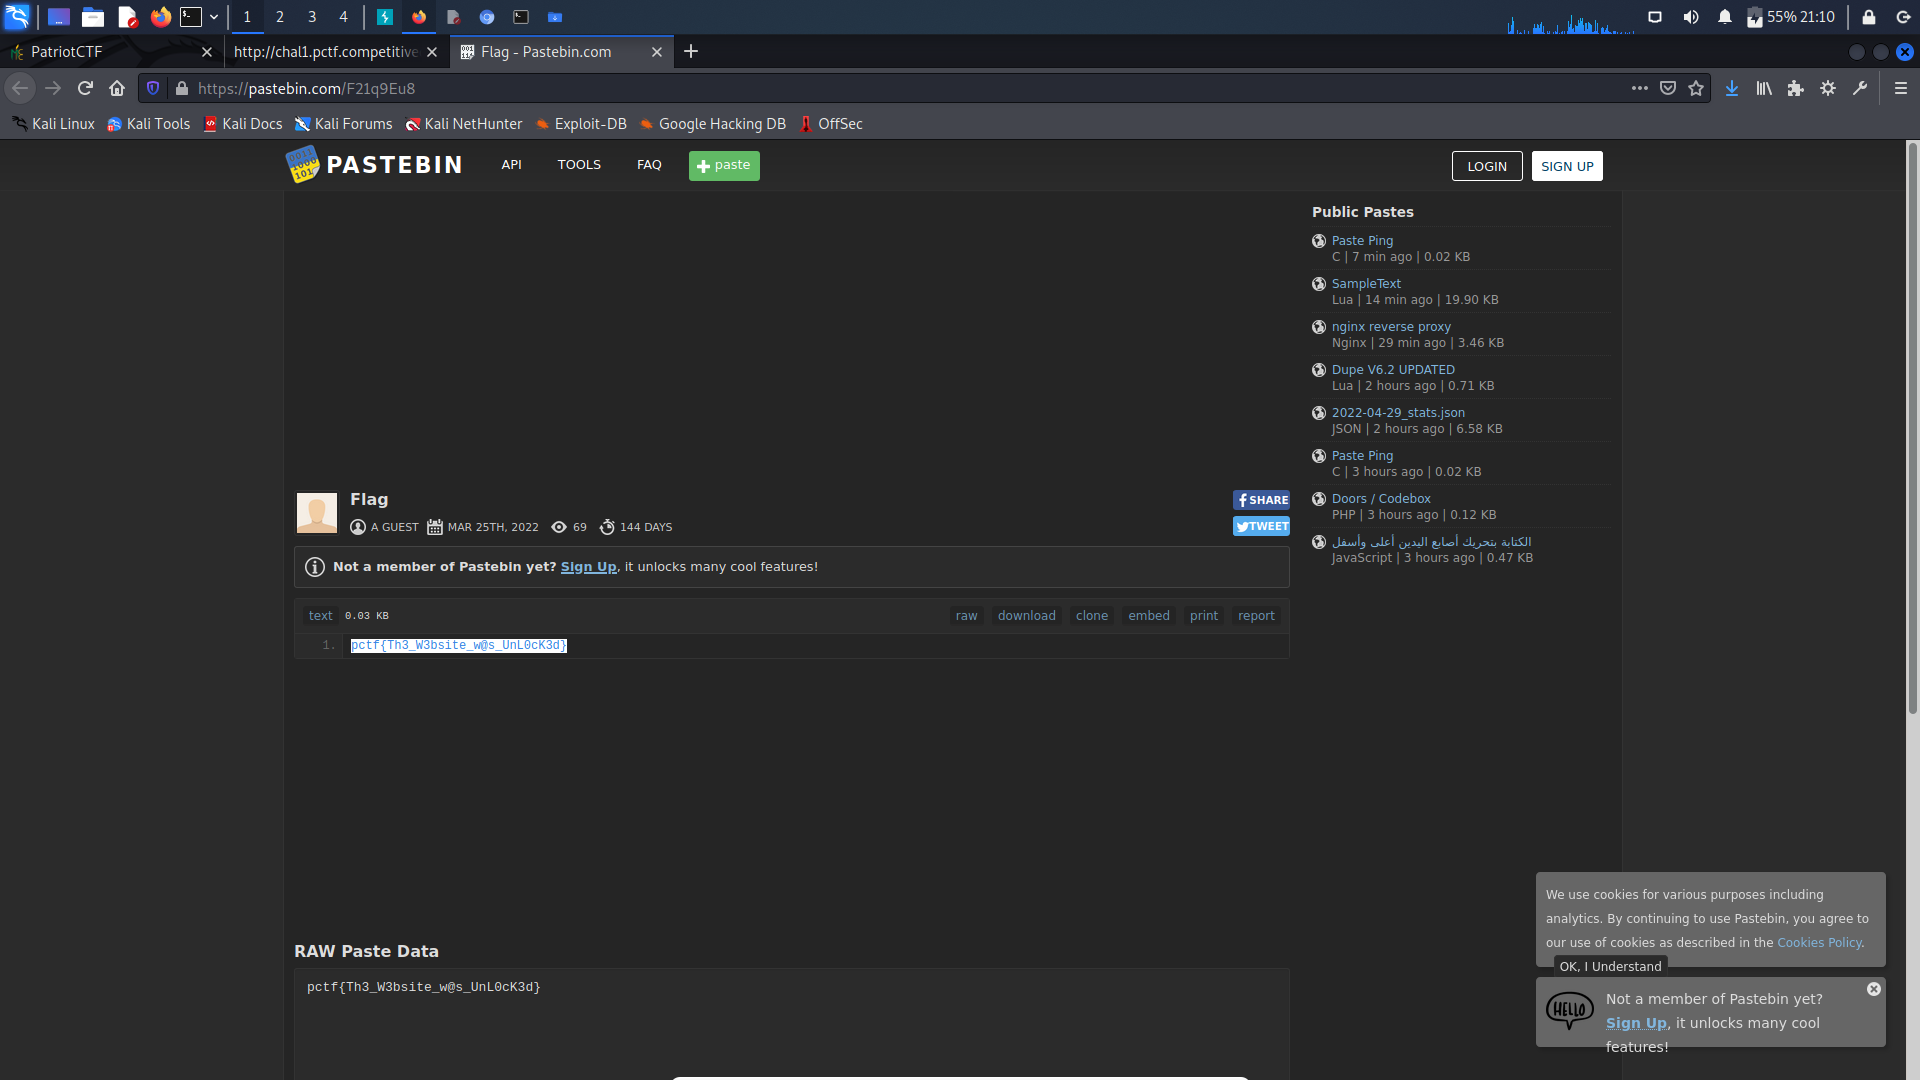 1 2 3 4 55% 21:10
PatriotCTF http://chal1.pctf.competitive Flag - Pastebin.com
https://pastebin.com/F21q9Eu8
Kali Linux Kali Tools Kali Docs Kali Forums Kali NetHunter Exploit-DB Google Hacking DB OffSec
PASTEBIN API TOOLS FAQ paste LOGIN SIGN UP
Flag
A GUEST MAR 25TH, 2022 69 144 DAYS
SHARE
TWEET
Not a member of Pastebin yet? Sign Up, it unlocks many cool features!
text 0.03 KB raw download clone embed print report
1. pctf{Th3_W3bsite_w@s_UnL0cK3d}
RAW Paste Data
pctf{Th3_W3bsite_w@s_UnL0cK3d}
Public Pastes
Paste Ping
C | 7 min ago | 0.02 KB
SampleText
Lua | 14 min ago | 19.90 KB
nginx reverse proxy
Nginx | 29 min ago | 3.46 KB
Dupe V6.2 UPDATED
Lua | 2 hours ago | 0.71 KB
2022-04-29_stats.json
JSON | 2 hours ago | 6.58 KB
Paste Ping
C | 3 hours ago | 0.02 KB
Doors / Codebox
PHP | 3 hours ago | 0.12 KB
الكتابة بتحريك أصابع اليدين أعلى وأسفل
JavaScript | 3 hours ago | 0.47 KB
We use cookies for various purposes including
analytics. By continuing to use Pastebin, you agree to
our use of cookies as described in the Cookies Policy.
OK, I Understand
HELLO
Not a member of Pastebin yet?
Sign Up, it unlocks many cool
features!